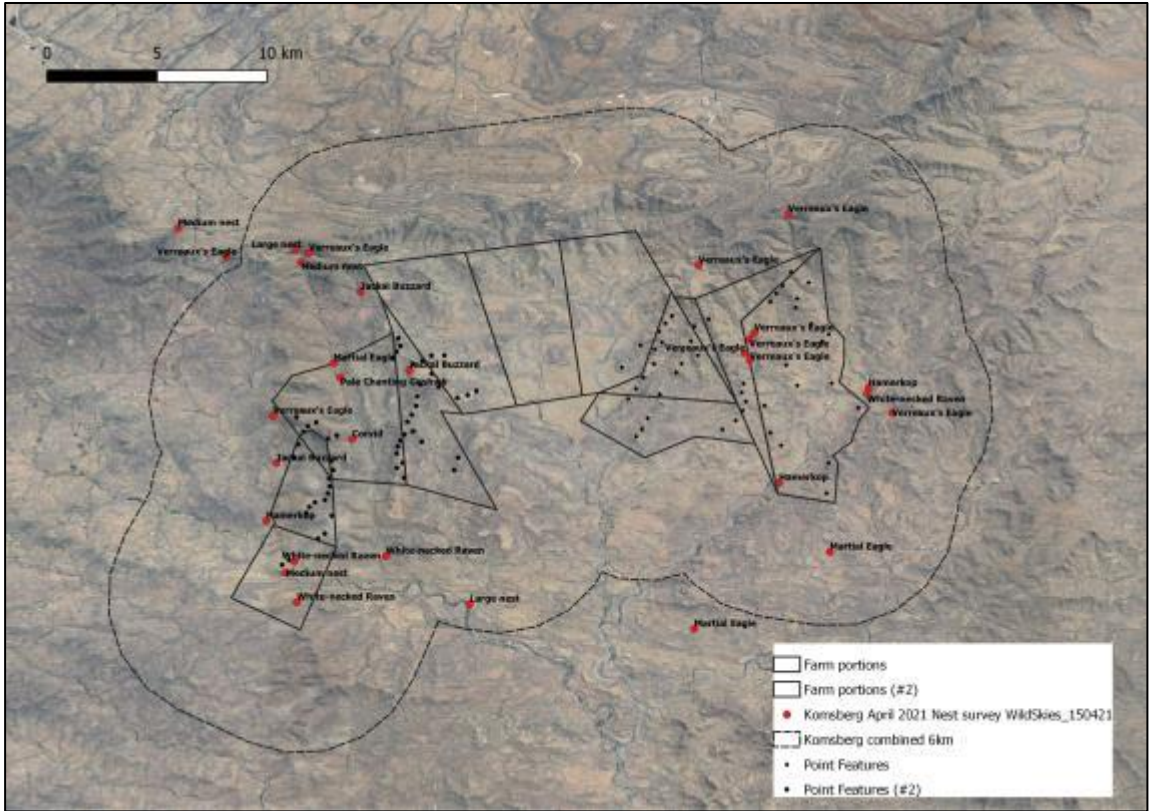 0 5 10 km
Verreaux's Eagle
Medium nest
Large nest
Verreaux's Eagle
Verreaux's Eagle
Medium nest
Verreaux's Eagle
Jackal Buzzard
Verreaux's Eagle
Verreaux's Eagle
Verreaux's Eagle
Martial Eagle
Verreaux's Eagle
Jackal Buzzard
Pale Chanting Goshawk
Hamerkop
White-necked Raven
Verreaux's Eagle
Verreaux's Eagle
Corvid
Jackal Buzzard
Hamerkop
Hamerkop
White-necked Raven
White-necked Raven
Martial Eagle
Medium nest
White-necked Raven
Large nest
Martial Eagle
Farm portions
Farm portions (#2)
Komsberg April 2021 Nest survey WildSkies_150421
Komsberg combined 6km
Point Features
Point Features (#2)